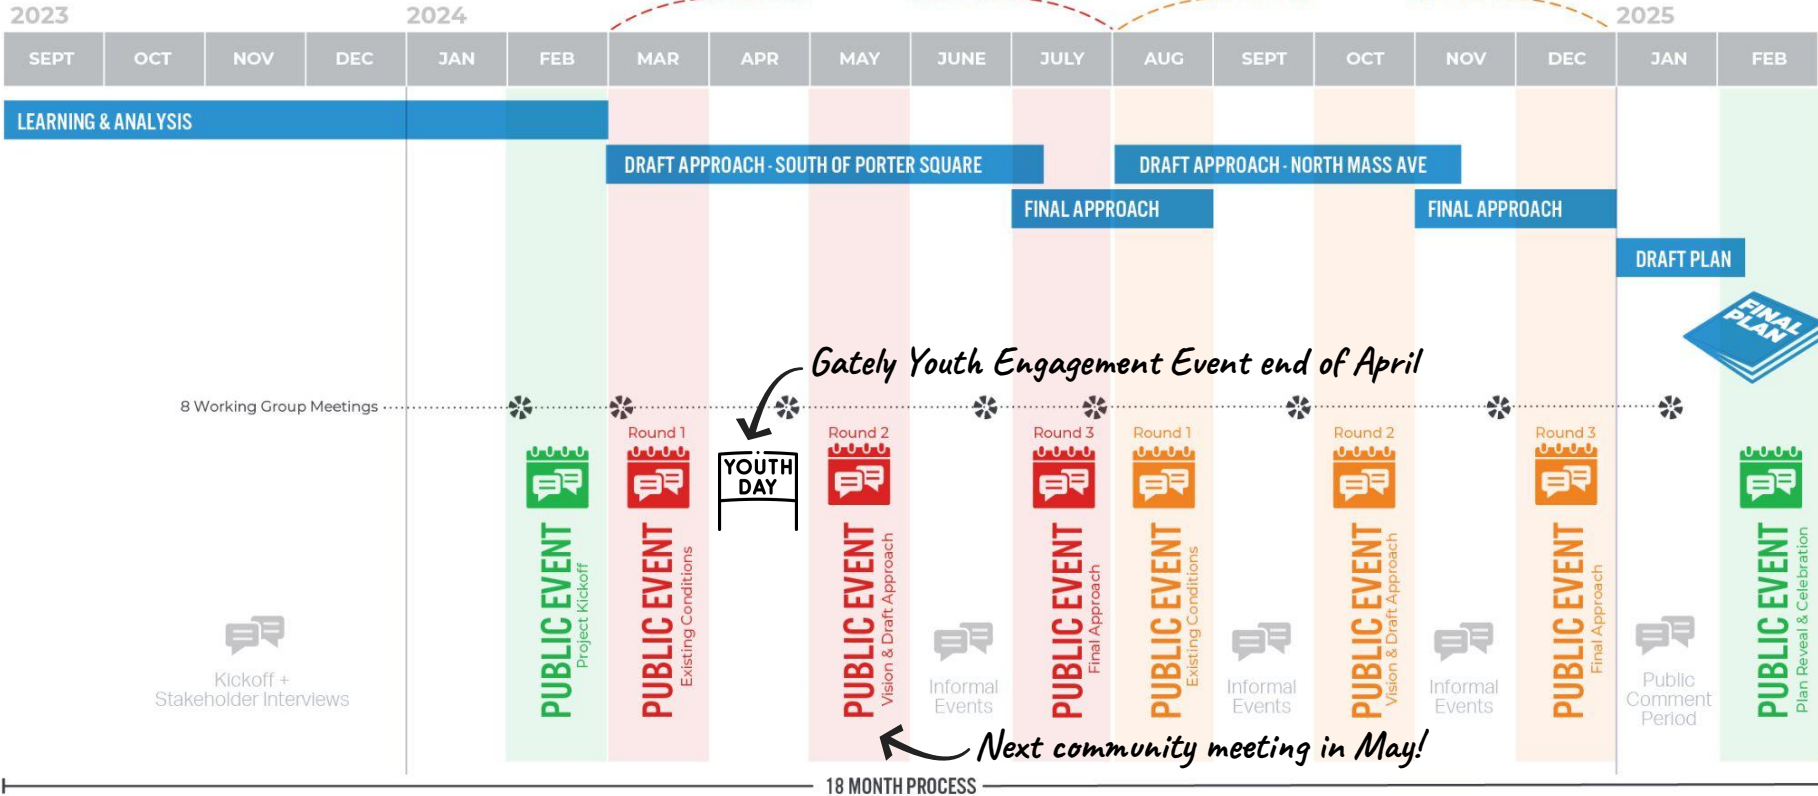 2023
2024
2025
SEPT
OCT
NOV
DEC
JAN
FEB
MAR
APR
MAY
JUNE
JULY
AUG
SEPT
OCT
NOV
DEC
JAN
FEB
LEARNING & ANALYSIS
DRAFT APPROACH - SOUTH OF PORTER SQUARE
DRAFT APPROACH - NORTH MASS AVE
FINAL APPROACH
FINAL APPROACH
DRAFT PLAN
FINAL
PLAN
Gately Youth Engagement Event end of April
8 Working Group Meetings
Round 1
Round 2
Round 3
Round 1
Round 2
Round 3
YOUTH
DAY
PUBLIC EVENT
Project Kickoff
PUBLIC EVENT
Existing Conditions
PUBLIC EVENT
Vision & Draft Approach
PUBLIC EVENT
Final Approach
PUBLIC EVENT
Existing Conditions
PUBLIC EVENT
Vision & Draft Approach
PUBLIC EVENT
Final Approach
PUBLIC EVENT
Plan Reveal & Celebration
Kickoff +
Stakeholder Interviews
Informal
Events
Informal
Events
Informal
Events
Public
Comment
Period
Next community meeting in May!
18 MONTH PROCESS